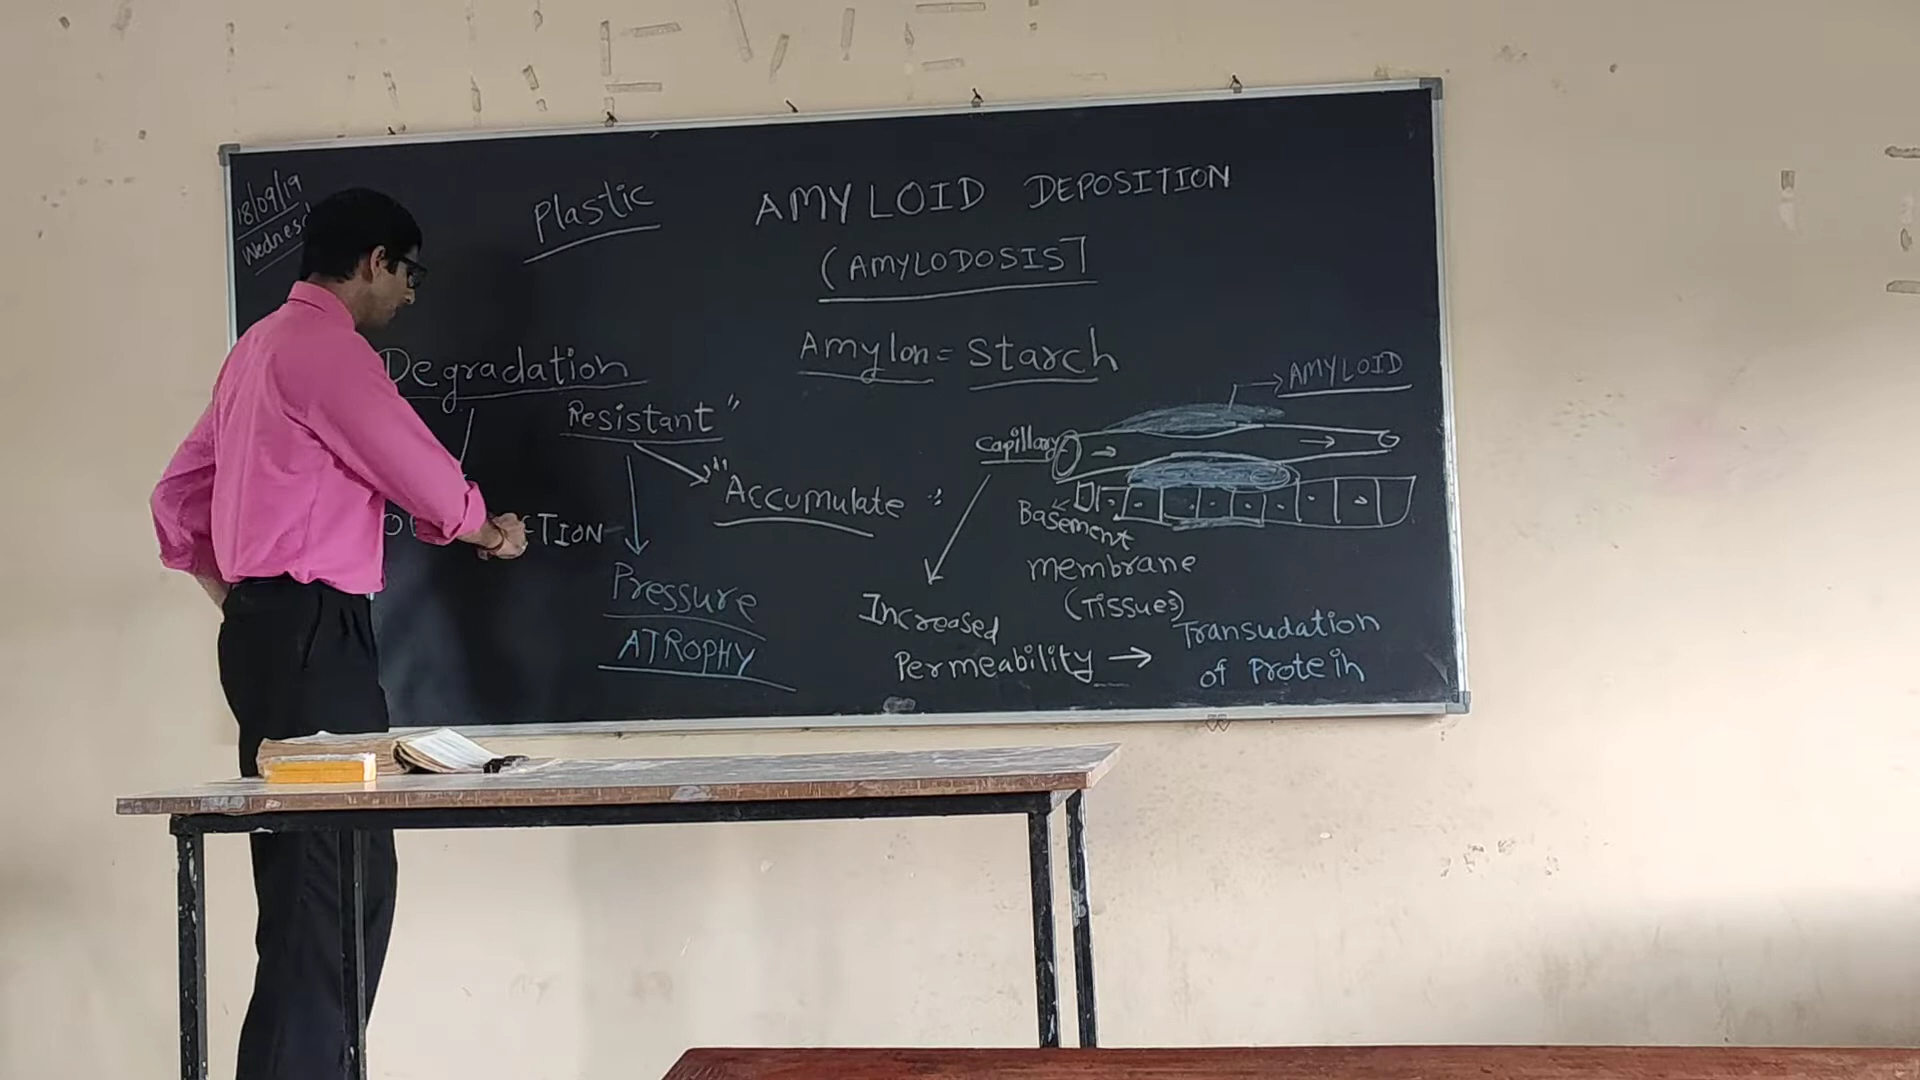 18/09/19
Plastic
AMYLOID DEPOSITION
(AMYLODOSIS]
Amylon = Starch
Degradation
Resistant"
"Accumulate"
Pressure
ATROPHY
AMYLOID
Capillary
Basement
membrane
(Tissues)
Increased
Permeability →
Transudation
of Protein